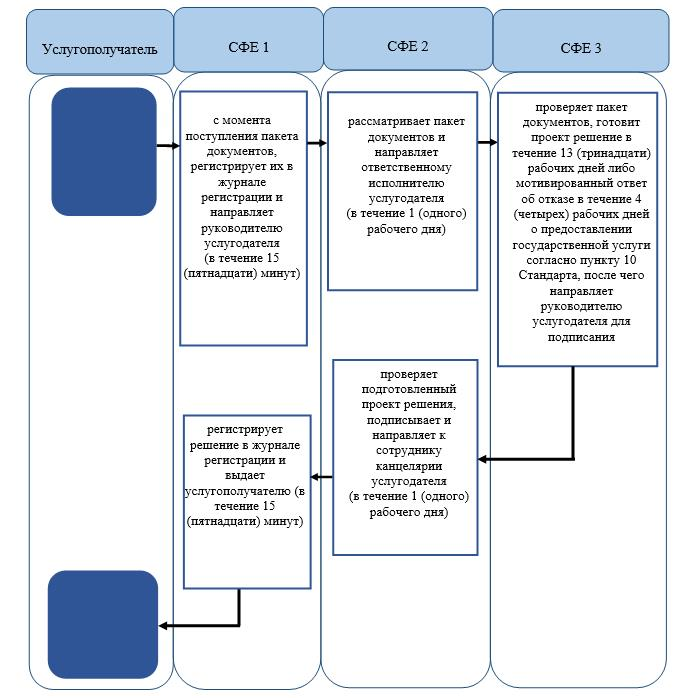 Услугополучатель
СФЕ 1
СФЕ 2
СФЕ 3
с момента
поступления пакета
документов,
регистрирует их в
журнале
регистрации и
направляет
руководителю
услугодателя
(в течение 15
(пятнадцати) минут)
рассматривает пакет
документов и
направляет
ответственному
исполнителю
услугодателя
(в течение 1 (одного)
рабочего дня)
проверяет пакет
документов, готовит
проект решение в
течение 13 (тринадцати)
рабочих дней либо
мотивированный ответ
об отказе в течение 4
(четырех) рабочих дней
о предоставлении
государственной услуги
согласно пункту 10
Стандарта, после чего
направляет
руководителю
услугодателя для
подписания
проверяет
подготовленный
проект решения,
подписывает и
направляет к
сотруднику
канцелярии
услугодателя
(в течение 1 (одного)
рабочего дня)
регистрирует
решение в журнале
регистрации и
выдает
услугополучателю (в
течение 15
(пятнадцати) минут)